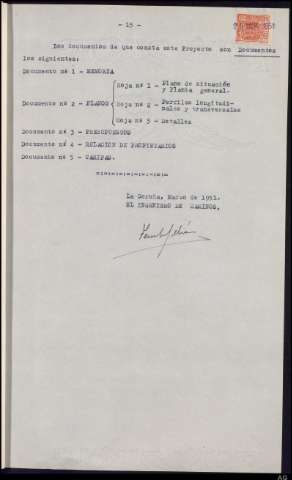 - 15 -
Los documentos de que consta este Proyecto son Documentos
los siguientes:
Documento nº 1 - MEMORIA
Hoja nº 1 - Plano de situación y Planta general.
Documento nº 2 - PLANOS Hoja nº 2 - Perfiles longitudinales y transversales
Hoja nº 3 - Detalles
Documento nº 3 - PRESUPUESTOS
Documento nº 4 - RELACION DE PROPIETARIOS
Documento nº 5 - TARIFAS.
La Coruña, Marzo de 1951.
EL INGENIERO DE CAMINOS,